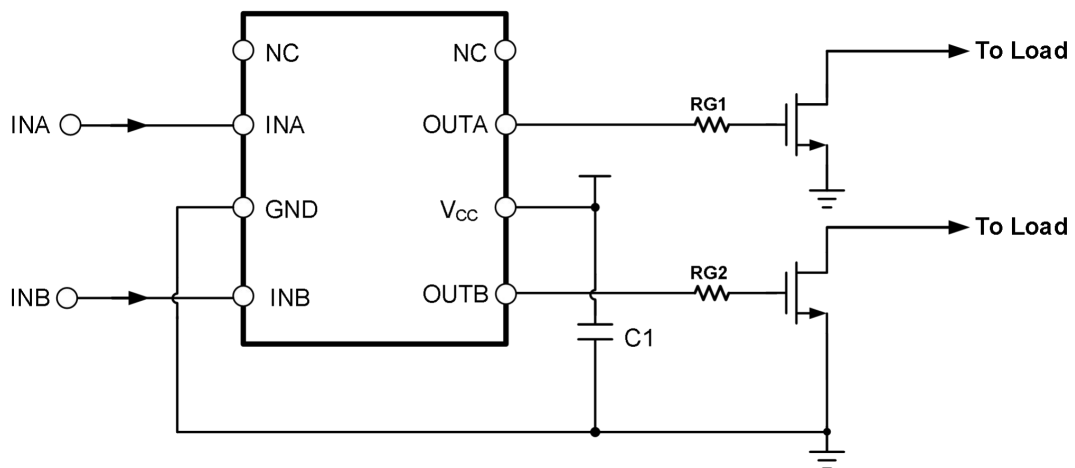 NC
NC
To Load
RG1
INA
INA
OUTA
GND
VCC
To Load
RG2
INB
INB
OUTB
C1